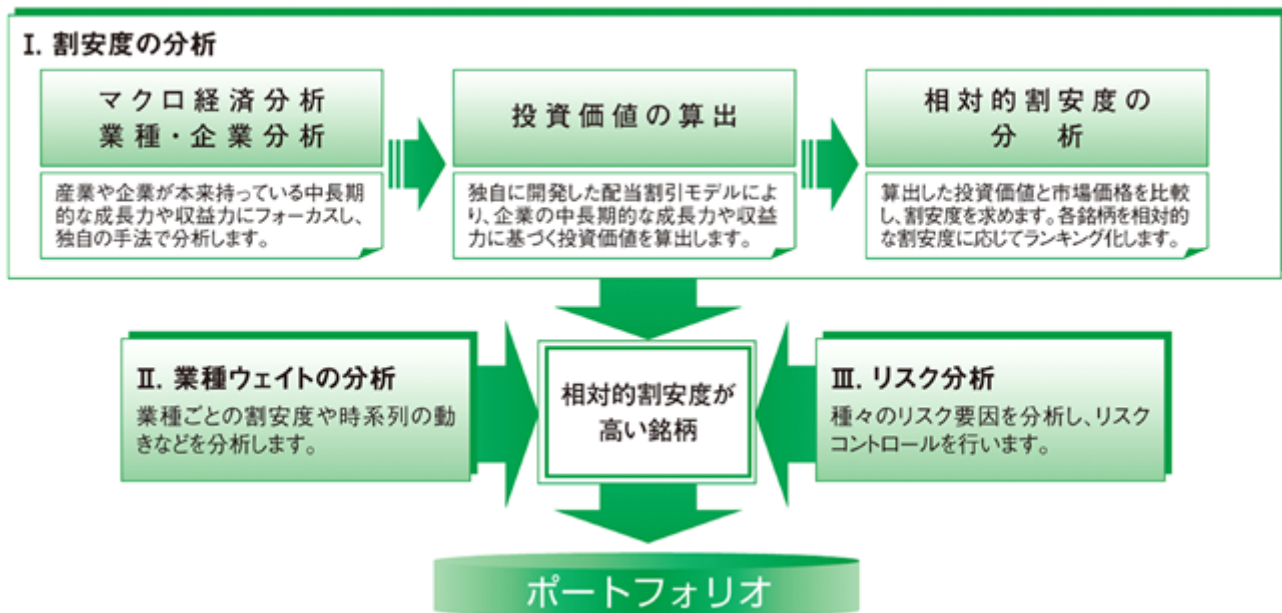 I. 割安度の分析
マクロ経済分析
業種・企業分析
産業や企業が本来持っている中長期
的な成長力や収益力にフォーカスし、
独自の手法で分析します。
投資価値の算出
独自に開発した配当割引モデルによ
り、企業の中長期的な成長力や収益
力に基づく投資価値を算出します。
相対的割安度の
分　析
算出した投資価値と市場価格を比較
し、割安度を求めます。各銘柄を相対的
な割安度に応じてランキング化します。
Ⅱ. 業種ウェイトの分析
業種ごとの割安度や時系列の動
きなどを分析します。
相対的割安度が
高い銘柄
Ⅲ. リスク分析
種々のリスク要因を分析し、リスク
コントロールを行います。
ポートフォリオ